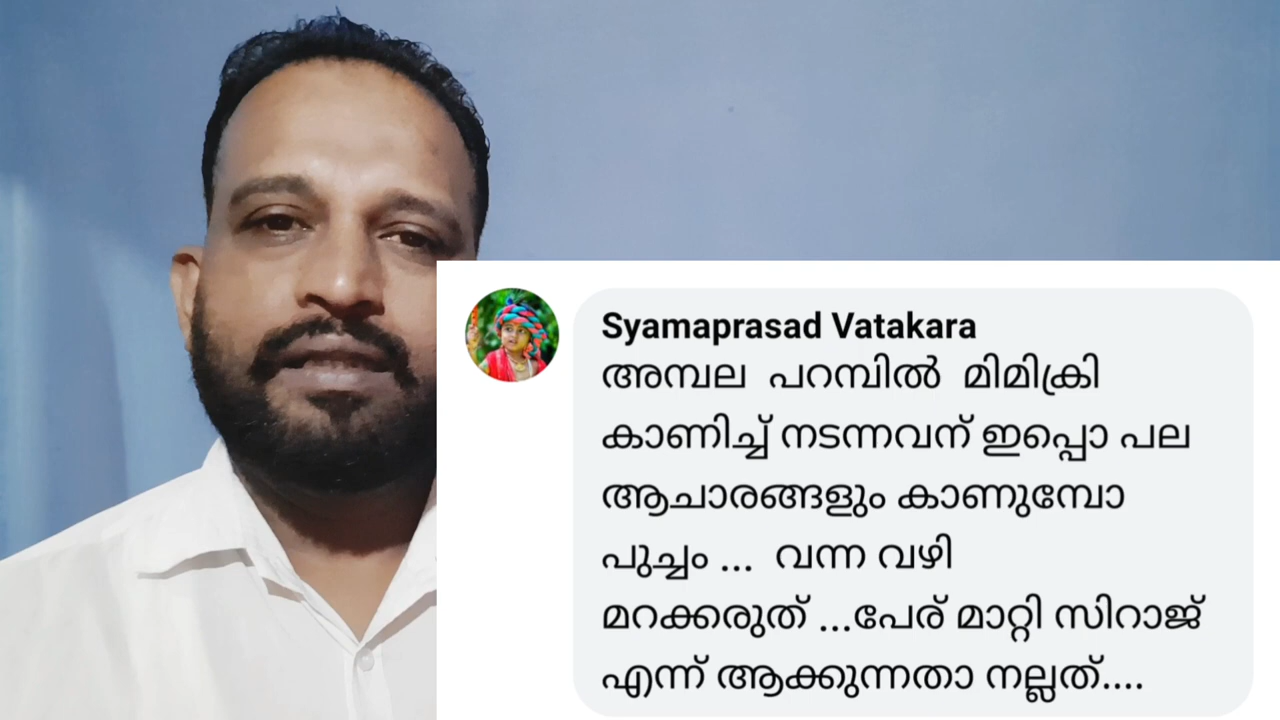 Syamaprasad Vatakara
അമ്പല പറമ്പിൽ മിമിക്രി
കാണിച്ച് നടന്നവന് ഇപ്പൊ പല
ആചാരങ്ങളും കാണുമ്പോ
പുച്ചം ... വന്ന വഴി
മറക്കരുത് ...പേര് മാറ്റി സിറാജ്
എന്ന് ആക്കുന്നതാ നല്ലത്....